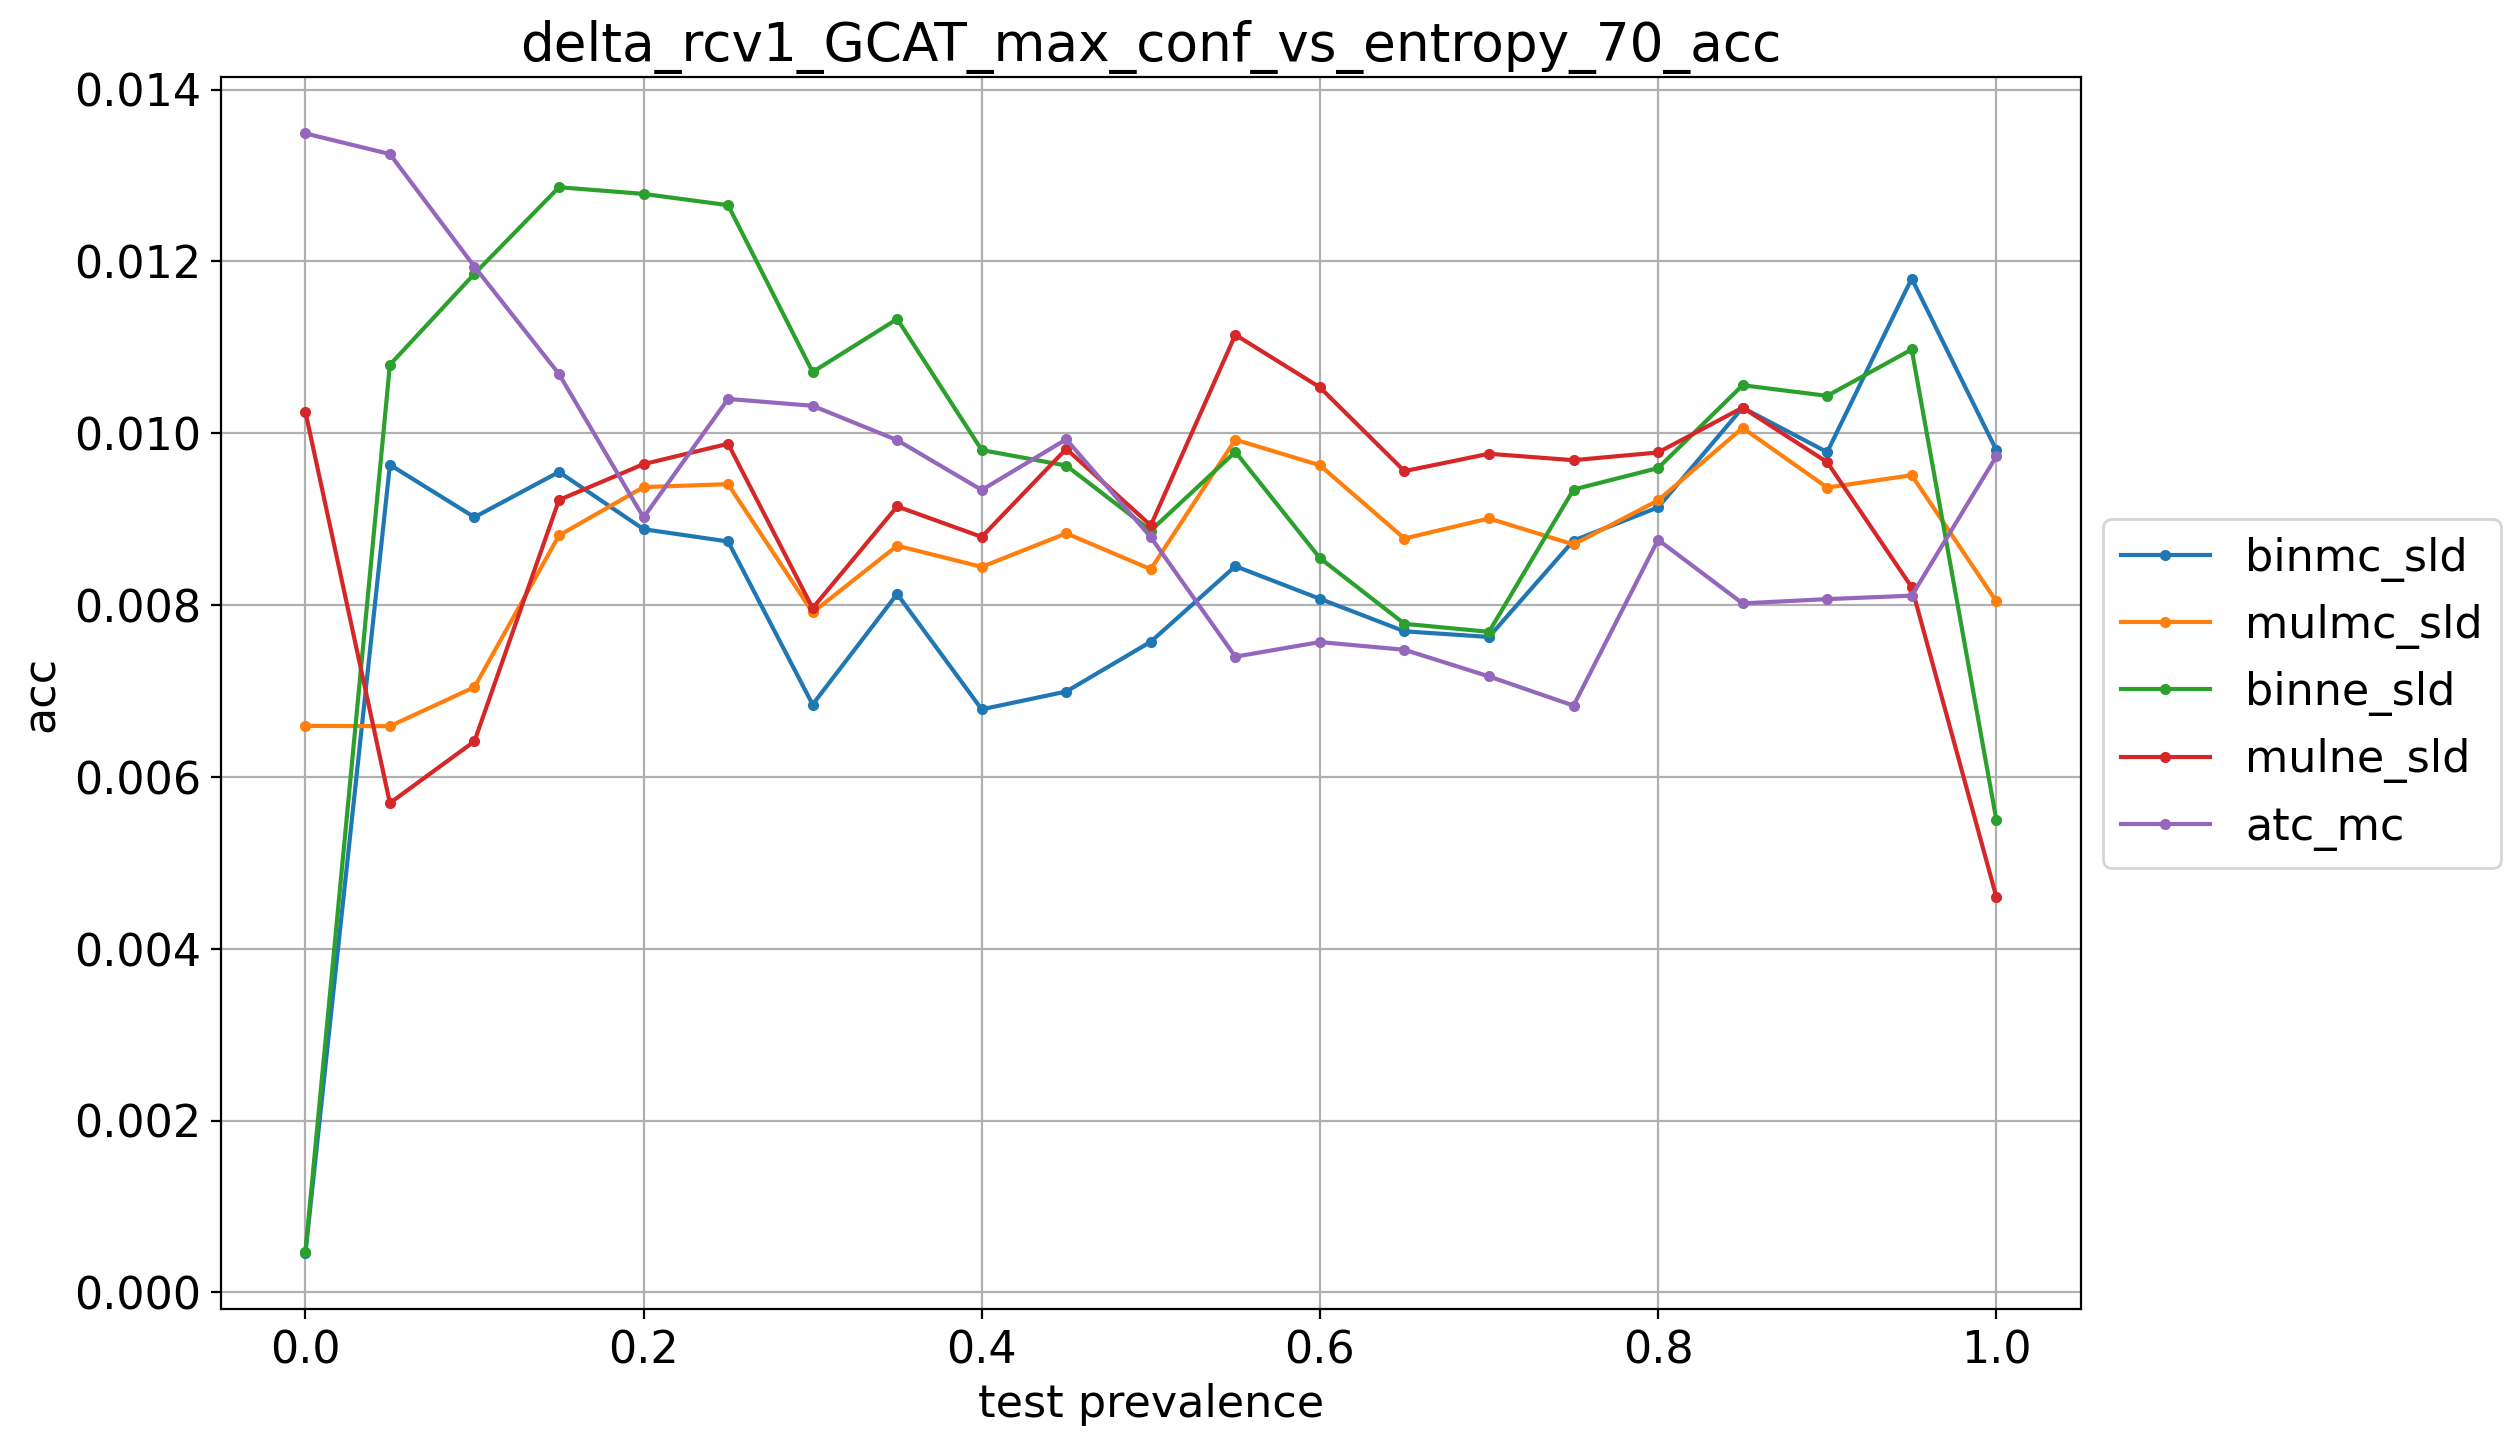 delta_rcv1_GCAT_max_conf_vs_entropy_70_acc
0.014
0.012
0.010
0.008
0.006
0.004
0.002
0.000
acc
0.0 0.2 0.4 0.6 0.8 1.0
test prevalence
binmc_sld
mulmc_sld
binne_sld
mulne_sld
atc_mc